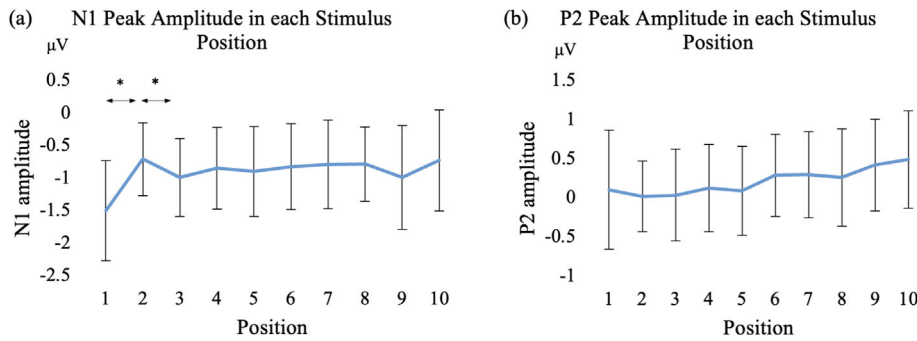 (a) N1 Peak Amplitude in each Stimulus
Position
μV
0.5
0
-0.5
-1
-1.5
-2
-2.5
N1 amplitude
* *
1 2 3 4 5 6 7 8 9 10
Position
(b) P2 Peak Amplitude in each Stimulus
Position
μV
1.5
1
0.5
0
-0.5
-1
P2 amplitude
1 2 3 4 5 6 7 8 9 10
Position